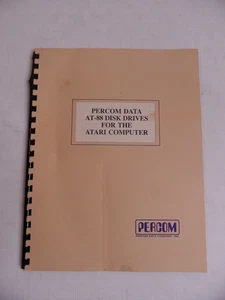 PERCOM DATA
AT-88 DISK DRIVES
FOR THE
ATARI COMPUTER
PERCOM